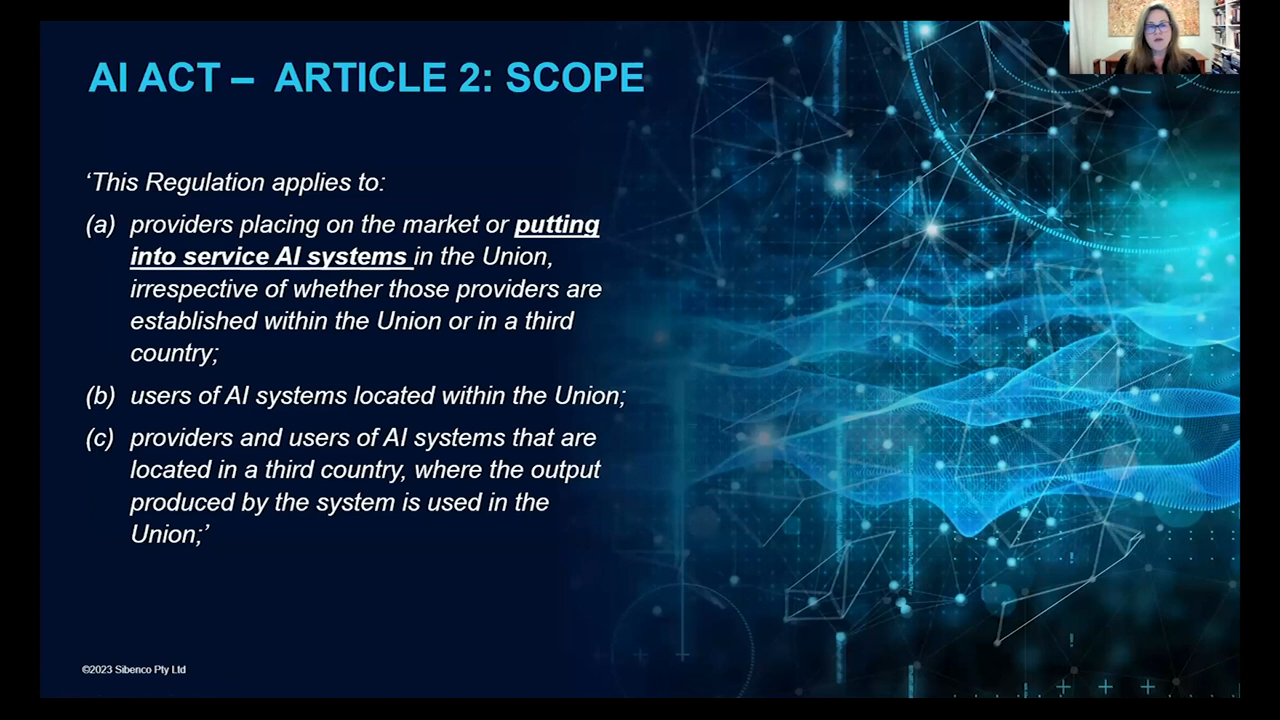 AI ACT – ARTICLE 2: SCOPE
‘This Regulation applies to:
(a) providers placing on the market or putting
into service AI systems in the Union,
irrespective of whether those providers are
established within the Union or in a third
country;
(b) users of AI systems located within the Union;
(c) providers and users of AI systems that are
located in a third country, where the output
produced by the system is used in the
Union;’
©2023 Sibenco Pty Ltd